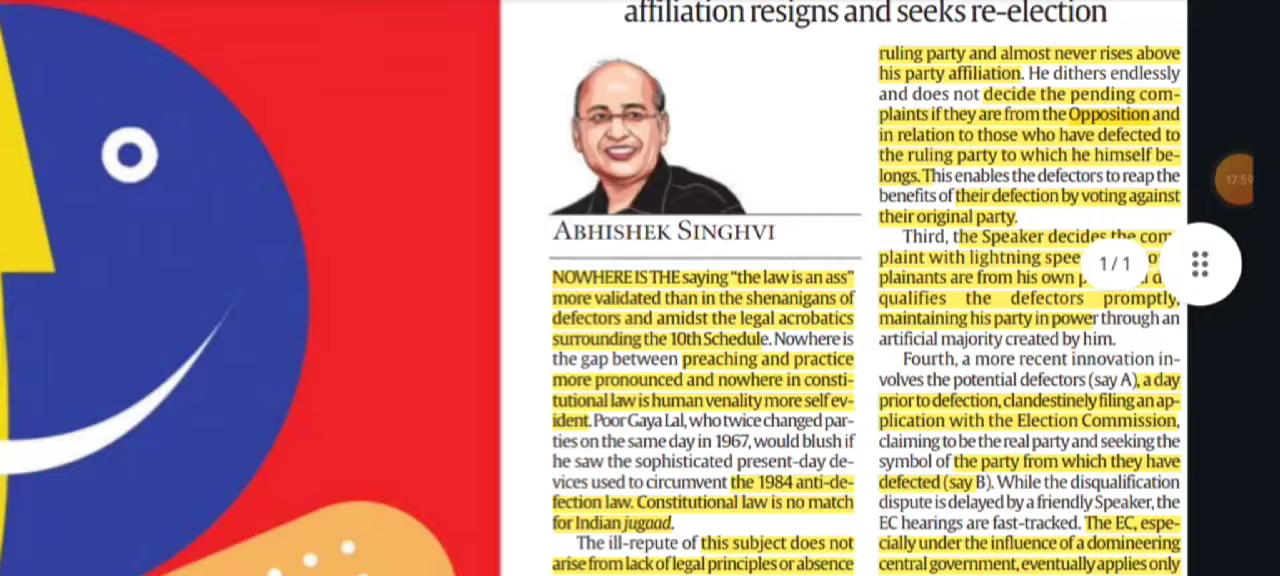 affiliation resigns and seeks re-election
ABHISHEK SINGHVI
NOWHERE IS THE saying “the law is an ass”
more validated than in the shenanigans of
defectors and amidst the legal acrobatics
surrounding the 10th Schedule. Nowhere is
the gap between preaching and practice
more pronounced and nowhere in consti-
tutional law is human venality more self ev-
ident. Poor Gaya Lal, who twice changed par-
ties on the same day in 1967, would blush if
he saw the sophisticated present-day de-
vices used to circumvent the 1984 anti-de-
fection law. Constitutional law is no match
for Indian jugaad.
The ill-repute of this subject does not
arise from lack of legal principles or absence
ruling party and almost never rises above
his party affiliation. He dithers endlessly
and does not decide the pending com-
plaints if they are from the Opposition and
in relation to those who have defected to
the ruling party to which he himself be-
longs. This enables the defectors to reap the
benefits of their defection by voting against
their original party.
Third, the Speaker decides the com
plaint with lightning
plainants are from his own
qualifies the defectors promptly,
maintaining his party in power through an
artificial majority created by him.
Fourth, a more recent innovation in-
volves the potential defectors (say A), a day
prior to defection, clandestinely filing an ap-
plication with the Election Commission,
claiming to be the real party and seeking the
symbol of the party from which they have
defected (say B). While the disqualification
dispute is delayed by a friendly Speaker, the
EC hearings are fast-tracked. The EC, espe-
cially under the influence of a domineering
central government, eventually applies only
17:59
1/1